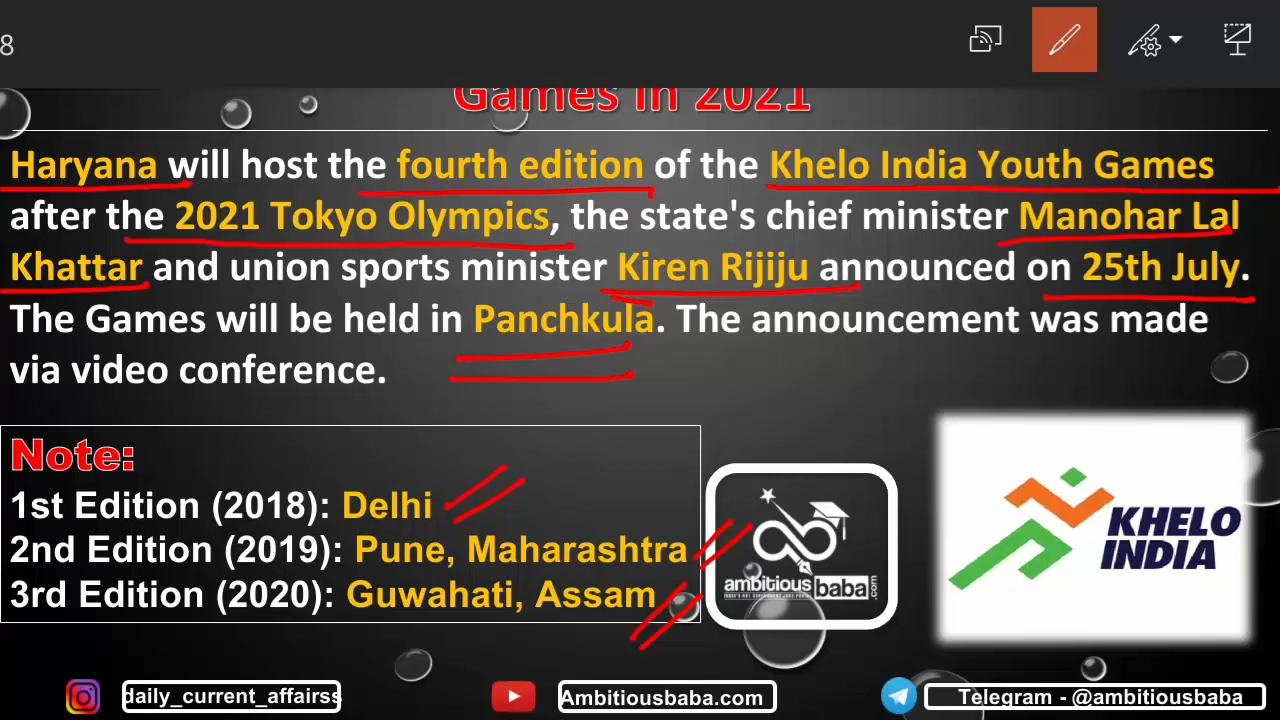 8
Games in 2021
Haryana will host the fourth edition of the Khelo India Youth Games
after the 2021 Tokyo Olympics, the state's chief minister Manohar Lal
Khattar and union sports minister Kiren Rijiju announced on 25th July.
The Games will be held in Panchkula. The announcement was made
via video conference.
Note:
1st Edition (2018): Delhi
2nd Edition (2019): Pune, Maharashtra
3rd Edition (2020): Guwahati, Assam
ambitiousbaba.com
KHELO
INDIA
daily_current_affairss
Ambitiousbaba.com
Telegram - @ambitiousbaba